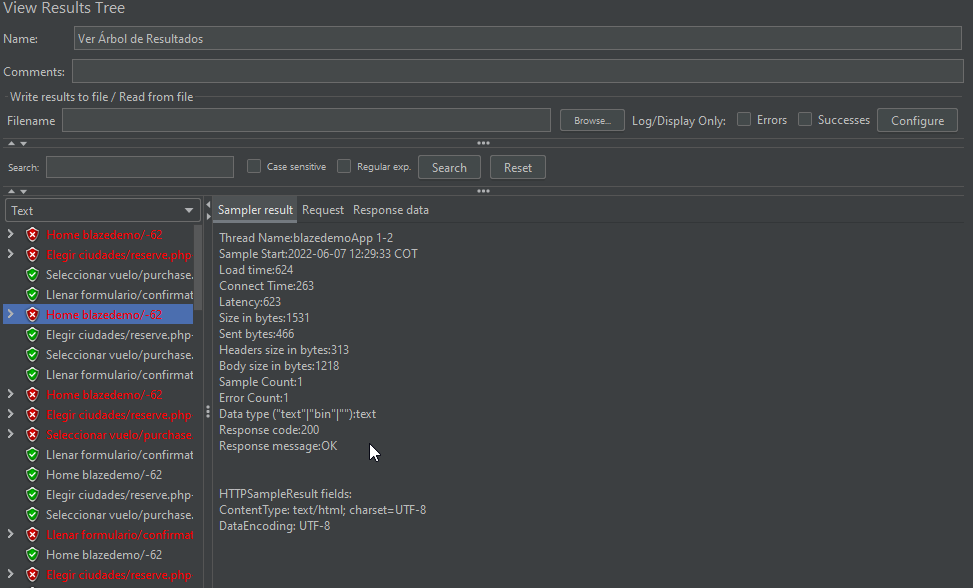 View Results Tree
Name: Ver Árbol de Resultados
Comments:
Write results to file / Read from file
Filename Browse... Log/Display Only: Errors Successes Configure
Search: Case sensitive Regular exp. Search Reset
Text
Home blazedemo/-62
Elegir ciudades/reserve.php
Seleccionar vuelo/purchase.
Llenar formulario/confirmat
Home blazedemo/-62
Elegir ciudades/reserve.php-
Seleccionar vuelo/purchase.
Llenar formulario/confirmat
Home blazedemo/-62
Elegir ciudades/reserve.php
Seleccionar vuelo/purchase
Llenar formulario/confirmat
Home blazedemo/-62
Elegir ciudades/reserve.php-
Seleccionar vuelo/purchase.
Llenar formulario/confirmat
Home blazedemo/-62
Elegir ciudades/reserve.php
Sampler result Request Response data
Thread Name:blazedemoApp 1-2
Sample Start:2022-06-07 12:29:33 COT
Load time:624
Connect Time:263
Latency:623
Size in bytes:1531
Sent bytes:466
Headers size in bytes:313
Body size in bytes:1218
Sample Count:1
Error Count:1
Data type ("text"|"bin"|""):text
Response code:200
Response message:OK
HTTPSampleResult fields:
ContentType: text/html; charset=UTF-8
DataEncoding: UTF-8